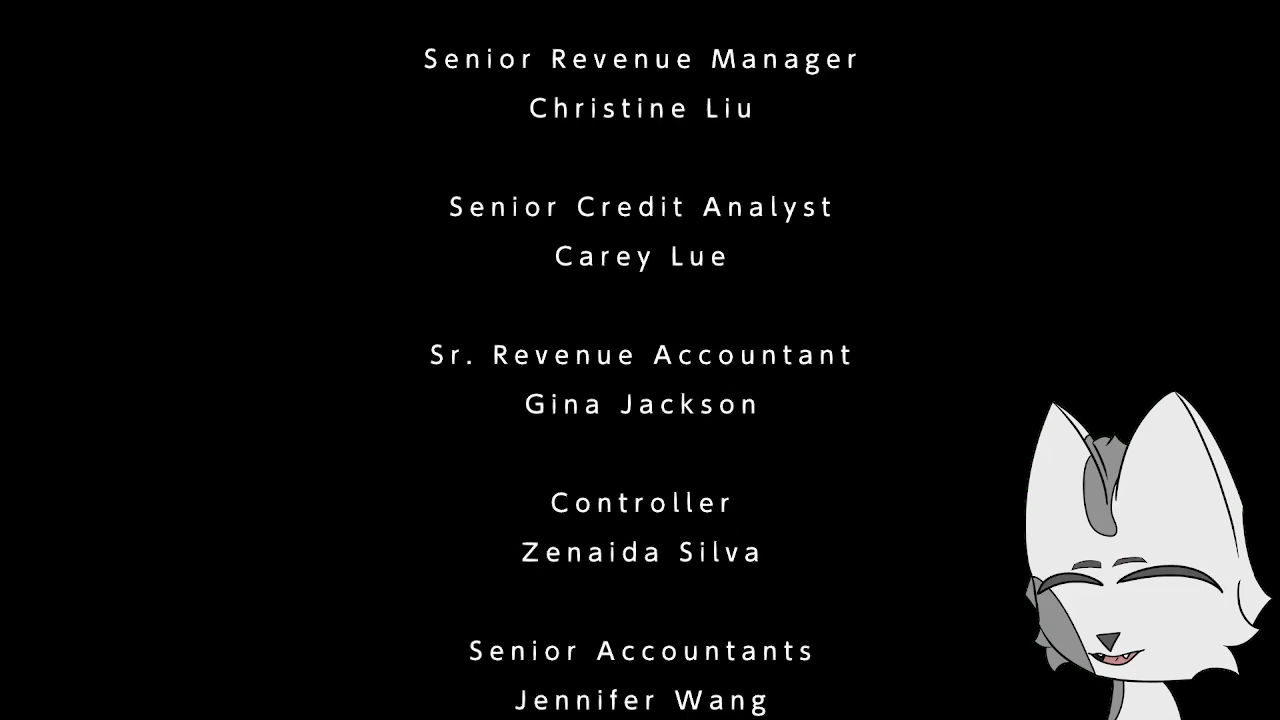 Senior Revenue Manager
Christine Liu
Senior Credit Analyst
Carey Lue
Sr. Revenue Accountant
Gina Jackson
Controller
Zenaida Silva
Senior Accountants
Jennifer Wang